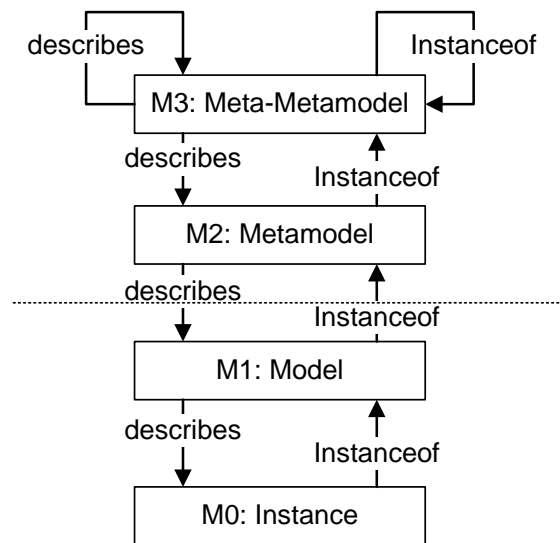 describes
Instanceof
M3: Meta-Metamodel
describes
Instanceof
M2: Metamodel
describes
Instanceof
M1: Model
describes
Instanceof
M0: Instance